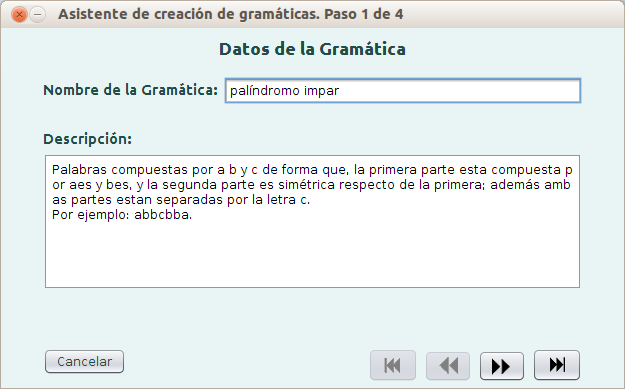 Asistente de creación de gramáticas. Paso 1 de 4
Datos de la Gramática
Nombre de la Gramática: palíndromo impar
Descripción:
Palabras compuestas por a b y c de forma que, la primera parte esta compuesta p
or aes y bes, y la segunda parte es simétrica respecto de la primera; además amb
as partes estan separadas por la letra c.
Por ejemplo: abbcbba.
Cancelar